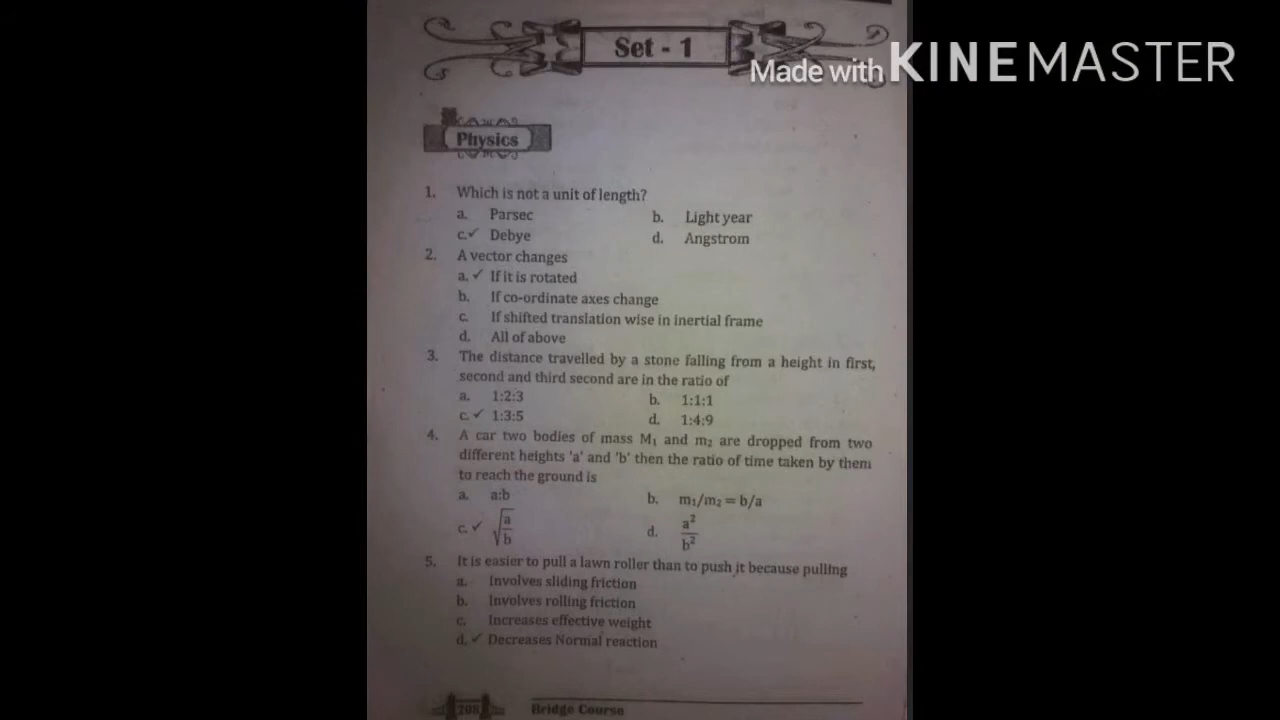 Set - 1
Made with KINEMASTER
Physics
1. Which is not a unit of length?
a. Parsec b. Light year
c.✓ Debye d. Angstrom
2. A vector changes
a.✓ If it is rotated
b. If co-ordinate axes change
c. If shifted translation wise in inertial frame
d. All of above
3. The distance travelled by a stone falling from a height in first,
second and third second are in the ratio of
a. 1:2:3 b. 1:1:1
c.✓ 1:3:5 d. 1:4:9
4. A car two bodies of mass M₁ and m₂ are dropped from two
different heights 'a' and 'b' then the ratio of time taken by them
to reach the ground is
a. a:b b. m₁/m₂ = b/a
c.✓ √(a/b) d. a²/b²
5. It is easier to pull a lawn roller than to push it because pulling
a. Involves sliding friction
b. Involves rolling friction
c. Increases effective weight
d.✓ Decreases Normal reaction
208 Bridge Course